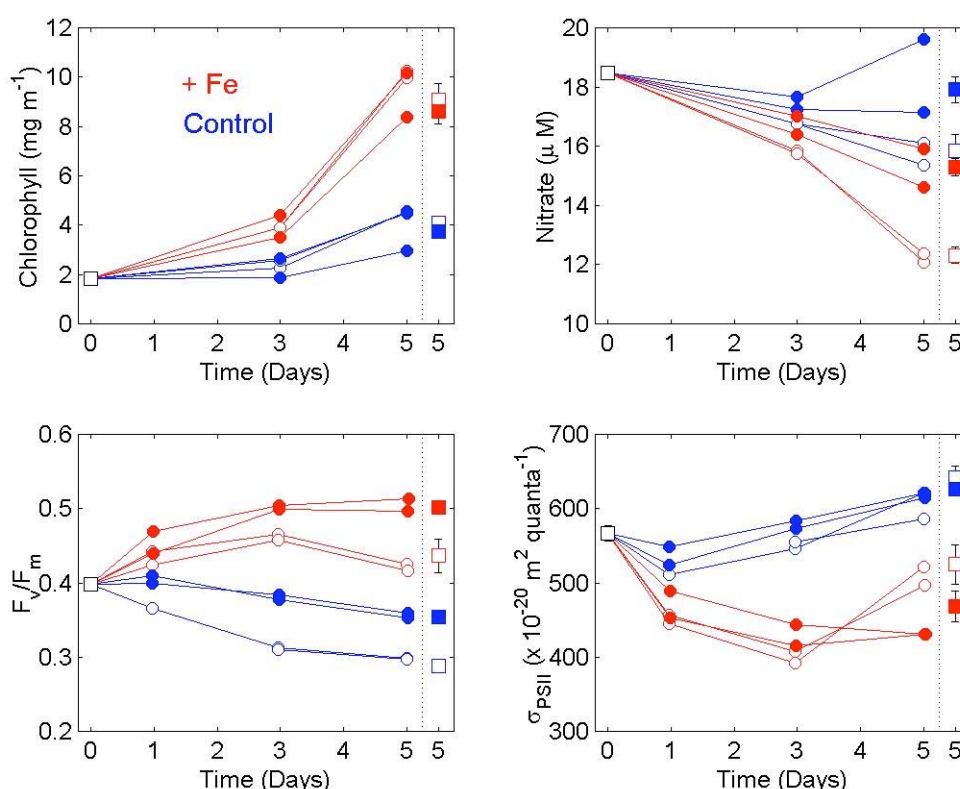 12
10
8
6
4
2
0
Chlorophyll (mg m-1)
+ Fe
Control
0 1 2 3 4 5 5
Time (Days)
20
18
16
14
12
10
Nitrate (μ M)
0 1 2 3 4 5 5
Time (Days)
0.6
0.5
0.4
0.3
0.2
Fv/Fm
0 1 2 3 4 5 5
Time (Days)
700
600
500
400
300
σPSII (x 10-20 m2 quanta-1)
0 1 2 3 4 5 5
Time (Days)